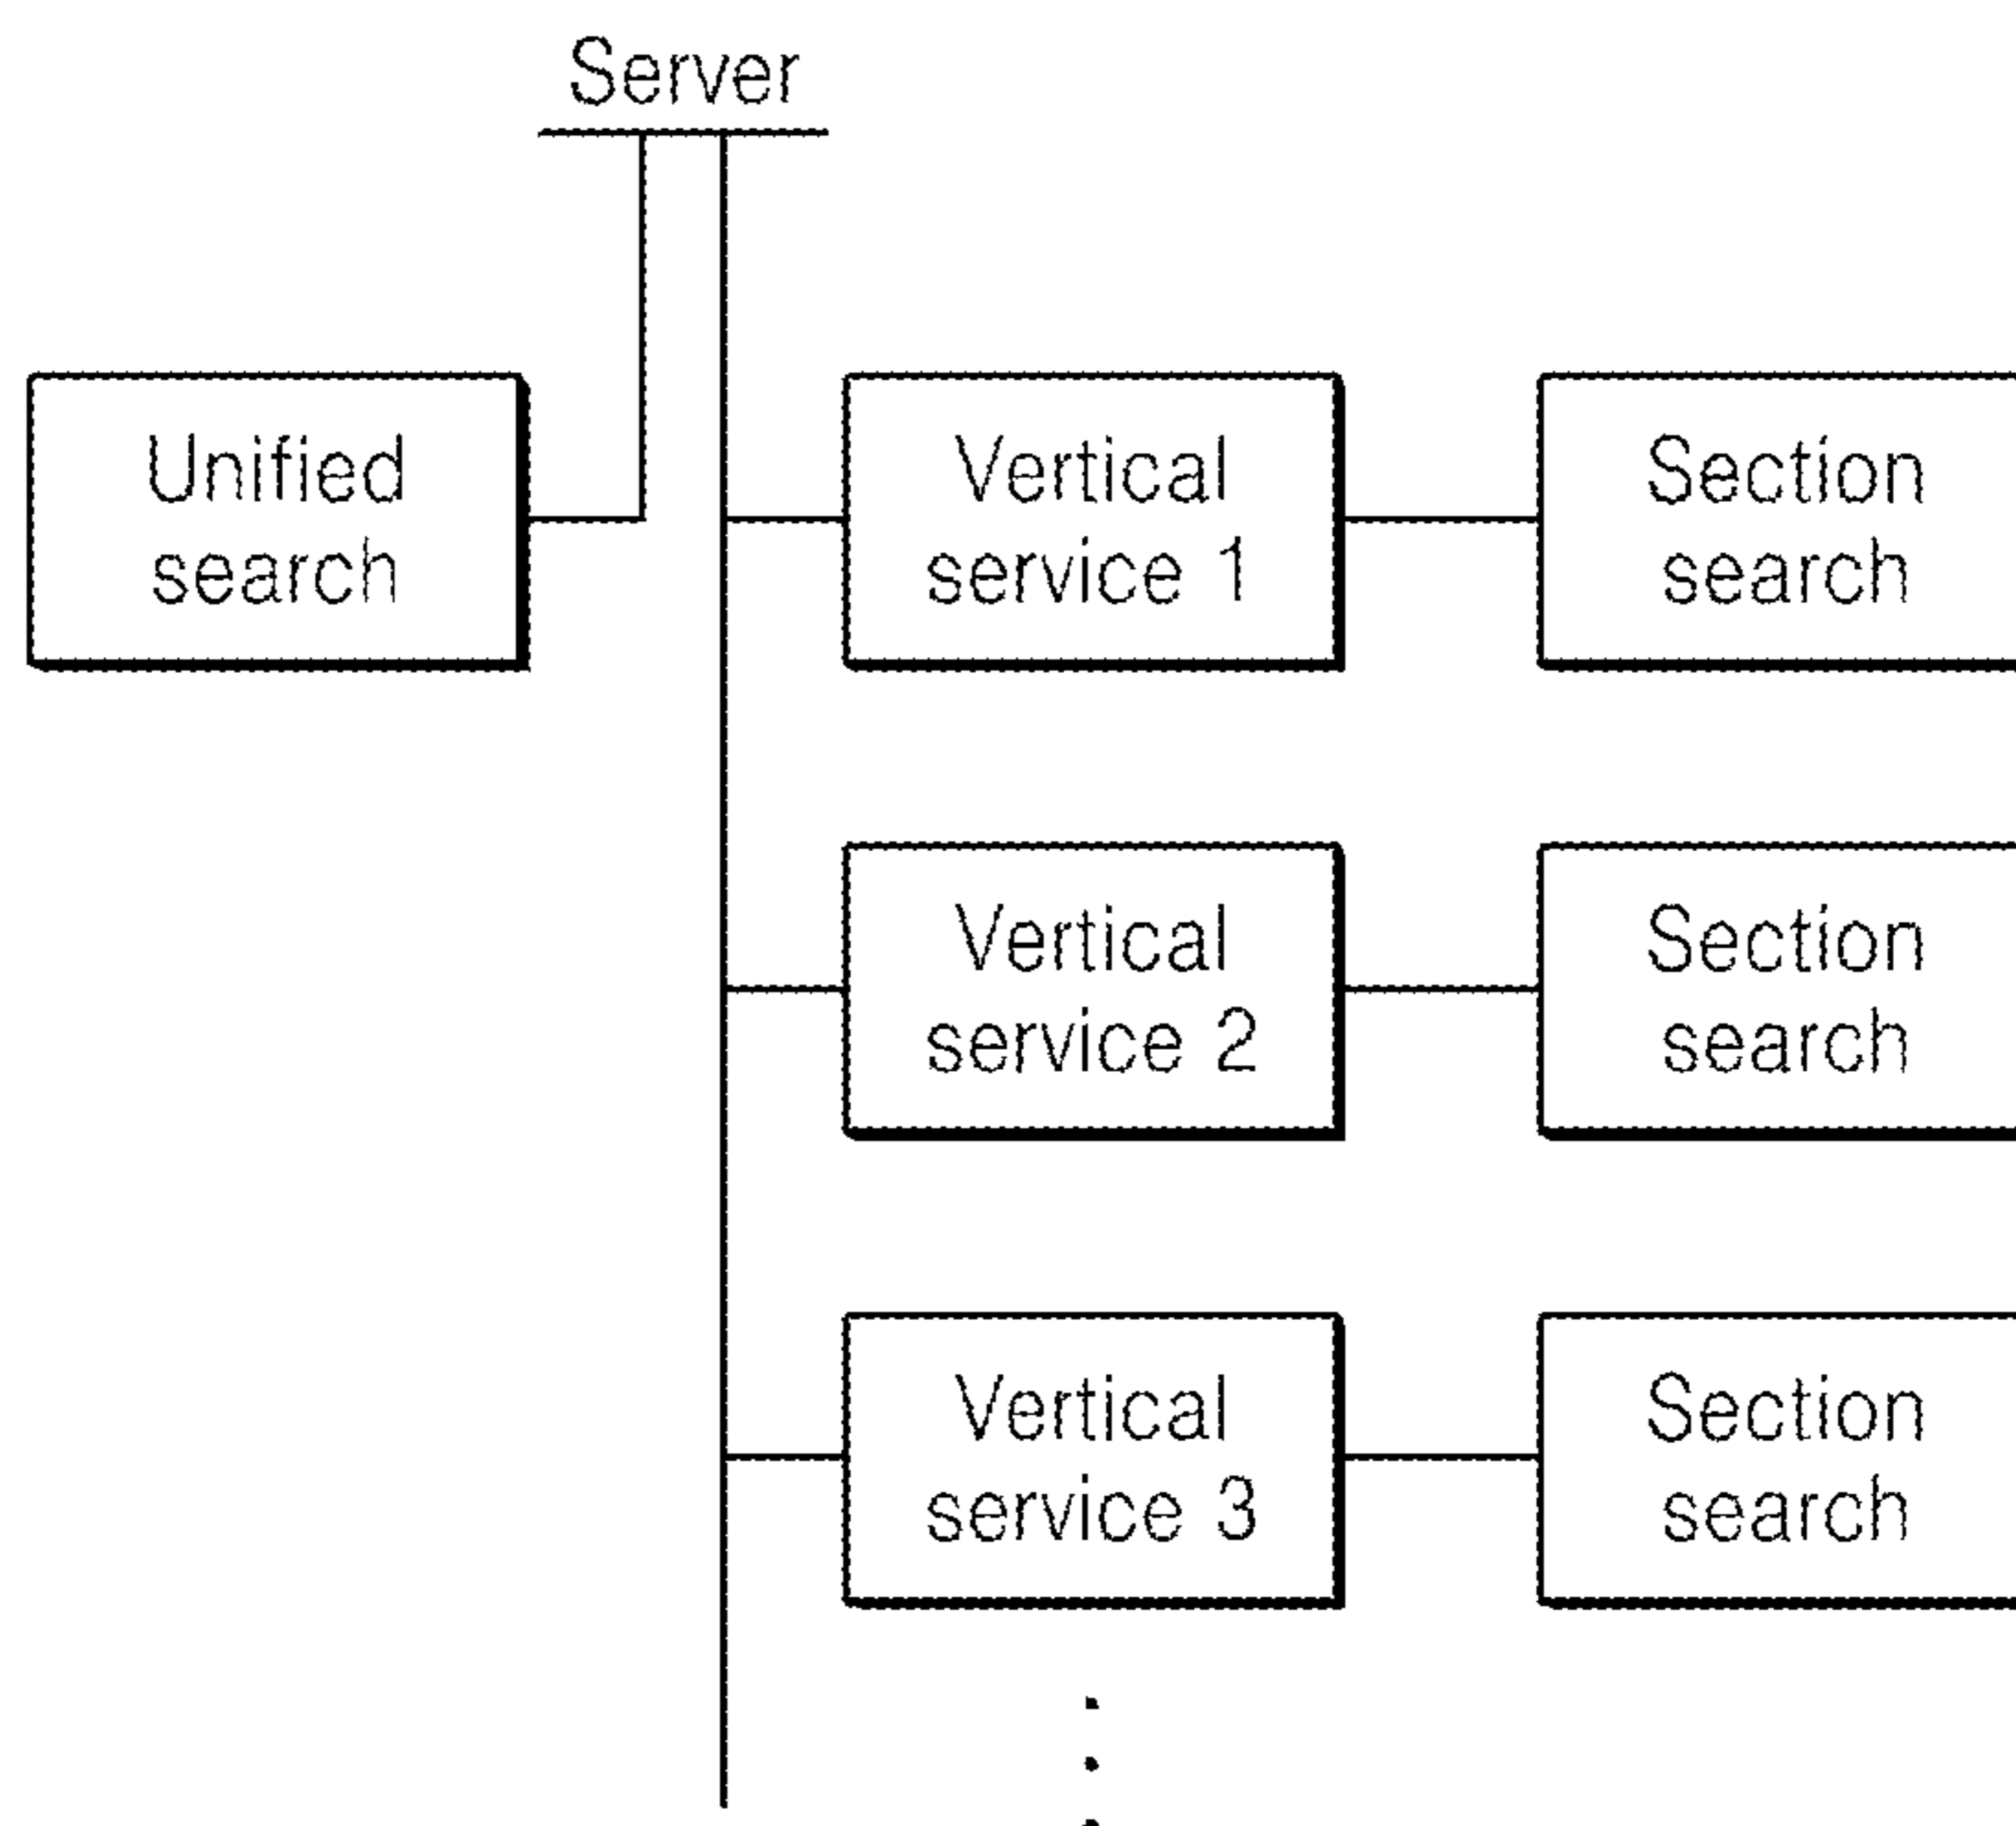 Server
Unified
search
Vertical
service 1
Section
search
Vertical
service 2
Section
search
Vertical
service 3
Section
search